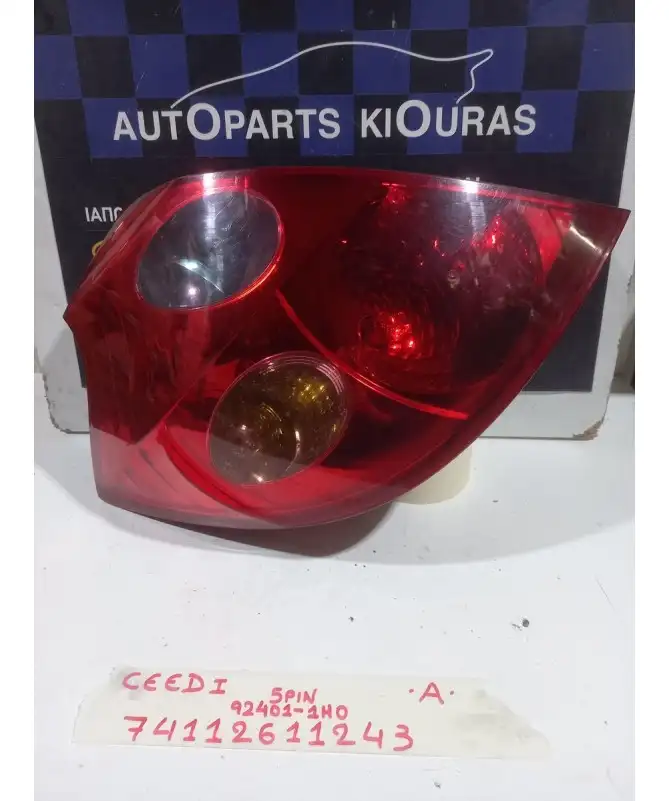 AUTOPARTS KIOURAS
ΙΑΠΩ
CEED I 5PIN ·A·
92401-1H0
74112611243